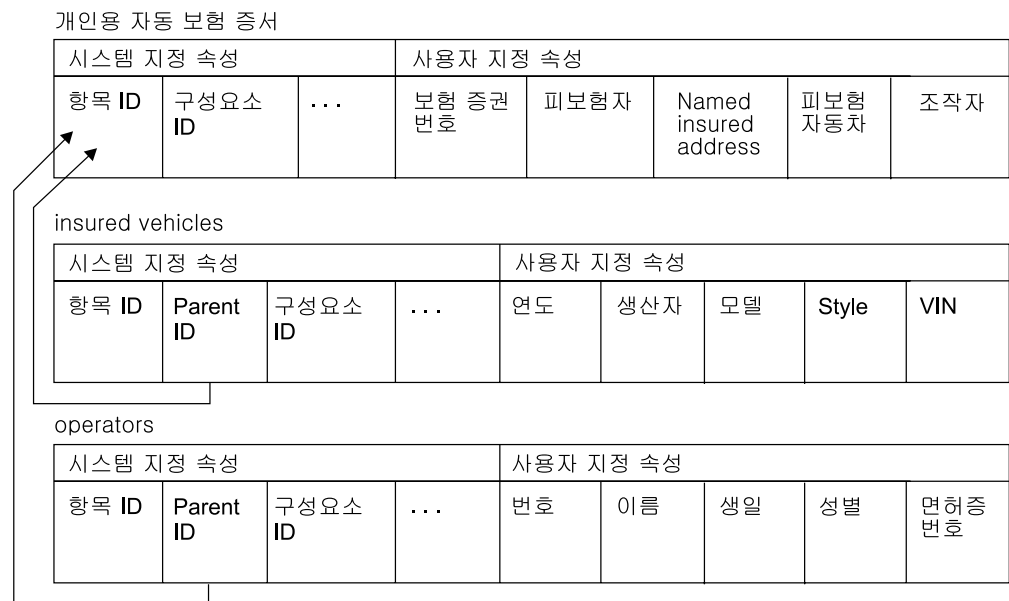 개인용 자동 보험 증서
시스템 지정 속성 사용자 지정 속성
항목 ID 구성요소 ... 보험 증권 피보험자 Named 피보험 조작자
ID 번호 insured 자동차
address
insured vehicles
시스템 지정 속성 사용자 지정 속성
항목 ID Parent 구성요소 ... 연도 생산자 모델 Style VIN
ID ID
operators
시스템 지정 속성 사용자 지정 속성
항목 ID Parent 구성요소 ... 번호 이름 생일 성별 면허증
ID ID 번호